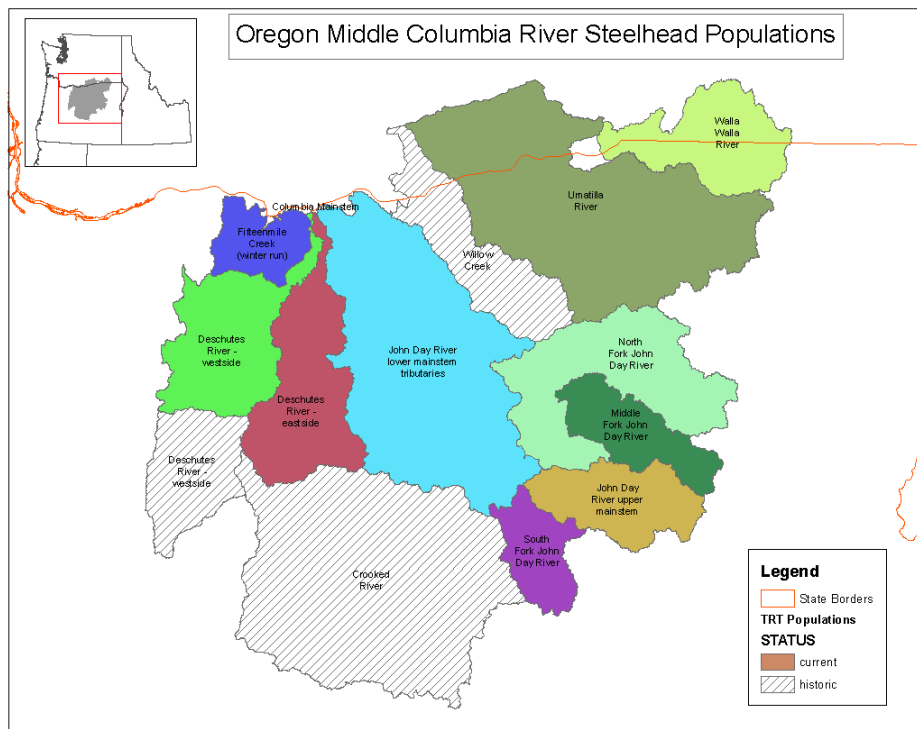 Oregon Middle Columbia River Steelhead Populations
Walla
Walla
River
Umatilla
River
Columbia Mainstem
Fifteenmile
Creek
(winter run)
Willow
Creek
Deschutes
River -
westside
John Day River
lower mainstem
tributaries
North
Fork John
Day River
Deschutes
River -
eastside
Middle
Fork John
Day River
Deschutes
River -
westside
John Day
River upper
mainstem
South
Fork John
Day River
Crooked
River
Legend
State Borders
TRT Populations
STATUS
current
historic